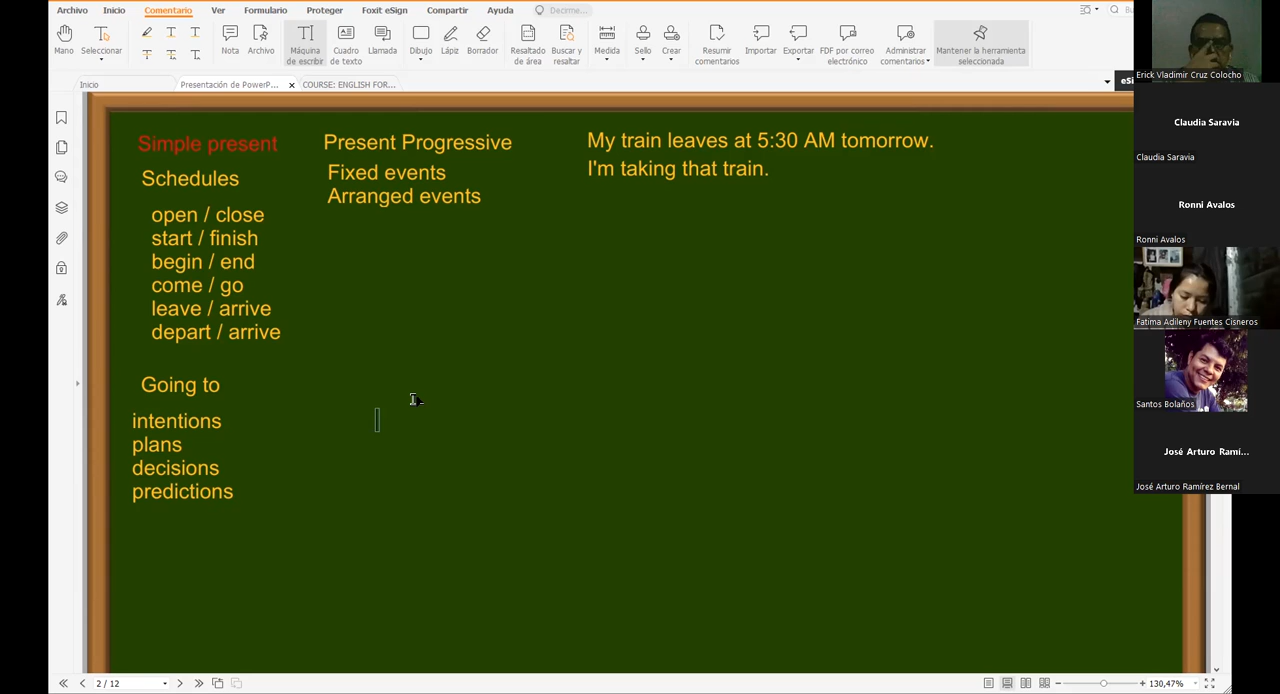 Archivo Inicio Comentario Ver Formulario Proteger Foxit eSign Compartir Ayuda
Mano
Seleccionar
Nota
Archivo
Máquina de escribir
Cuadro de texto
Llamada
Dibujo
Lápiz
Borrador
Resaltado de área
Buscar y resaltar
Medida
Sello
Crear
Resumir comentarios
Importar
Exportar
FDF por correo electrónico
Administrar comentarios
Mantener la herramienta seleccionada
Inicio
Presentación de PowerP...
COURSE: ENGLISH FOR...
Simple present
Schedules
open / close
start / finish
begin / end
come / go
leave / arrive
depart / arrive
Going to
intentions
plans
decisions
predictions
Present Progressive
Fixed events
Arranged events
My train leaves at 5:30 AM tomorrow.
I'm taking that train.
Erick Vladimir Cruz Colocho
Claudia Saravia
Claudia Saravia
Ronni Avalos
Ronni Avalos
Fatima Adileny Fuentes Cisneros
Santos Bolaños
José Arturo Ramí...
José Arturo Ramírez Bernal
2 / 12
130,47%